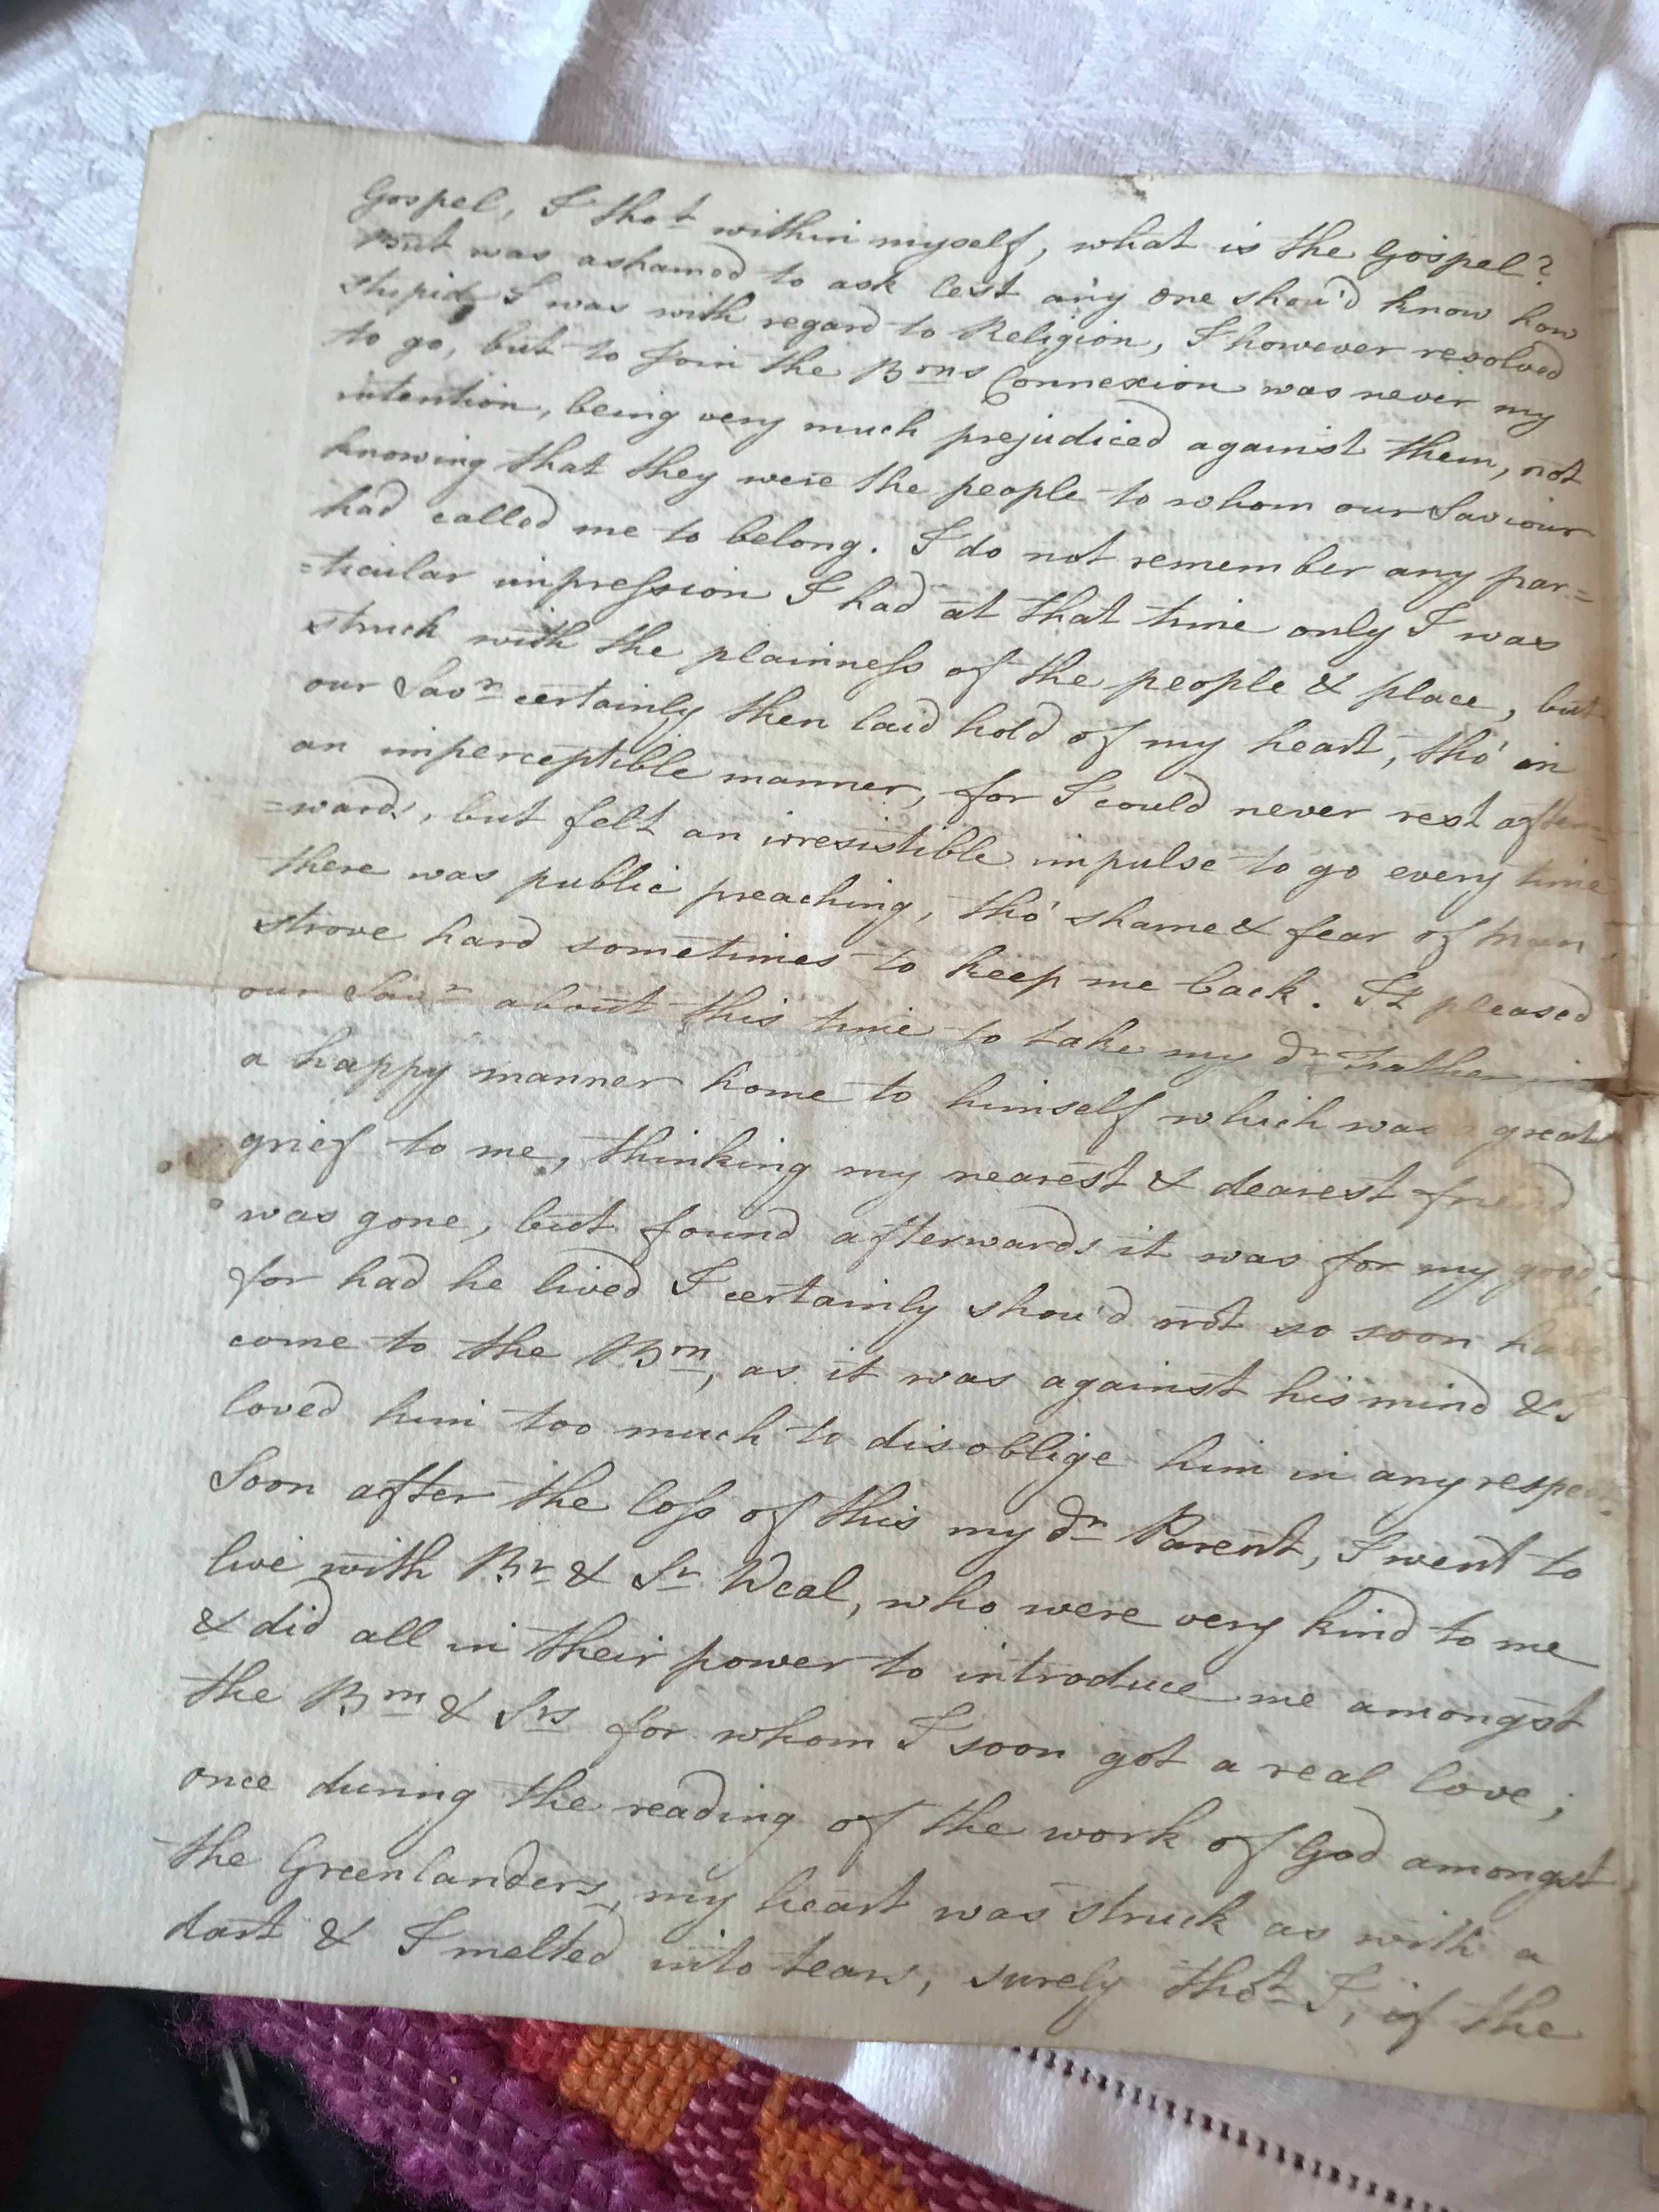 Gospel, I thot within myself, what is the Gospel?
But was ashamed to ask lest any one shou'd know how
stupid I was with regard to Religion, I however resolved
to go, but to join the Brns Connexion was never my
intention, being very much prejudiced against them, not
knowing that they were the people to whom our Saviour
had called me to belong. I do not remember any par=
=ticular impression I had at that time only I was
struck with the plainness of the people & place, but
our Savr certainly then laid hold of my heart, tho' in
an imperceptible manner, for I could never rest after=
=wards, but felt an irresistible impulse to go every time
there was public preaching, tho' shame & fear of man
strove hard sometimes to keep me back. It pleased
our Savr about this time to take my dr Father in
a happy manner home to himself which was a great
grief to me, thinking my nearest & dearest friend
was gone, but found afterwards it was for my good,
for had he lived I certainly shou'd not so soon have
come to the Brn, as it was against his mind & I
loved him too much to disoblige him in any respect.
Soon after the loss of this my dr Parent, I went to
live with Br & Sr Weal, who were very kind to me
& did all in their power to introduce me amongst
the Brn & Srs for whom I soon got a real love;
once during the reading of the work of God amongst
the Greenlanders, my heart was struck as with a
dart & I melted into tears, surely thot I, if the